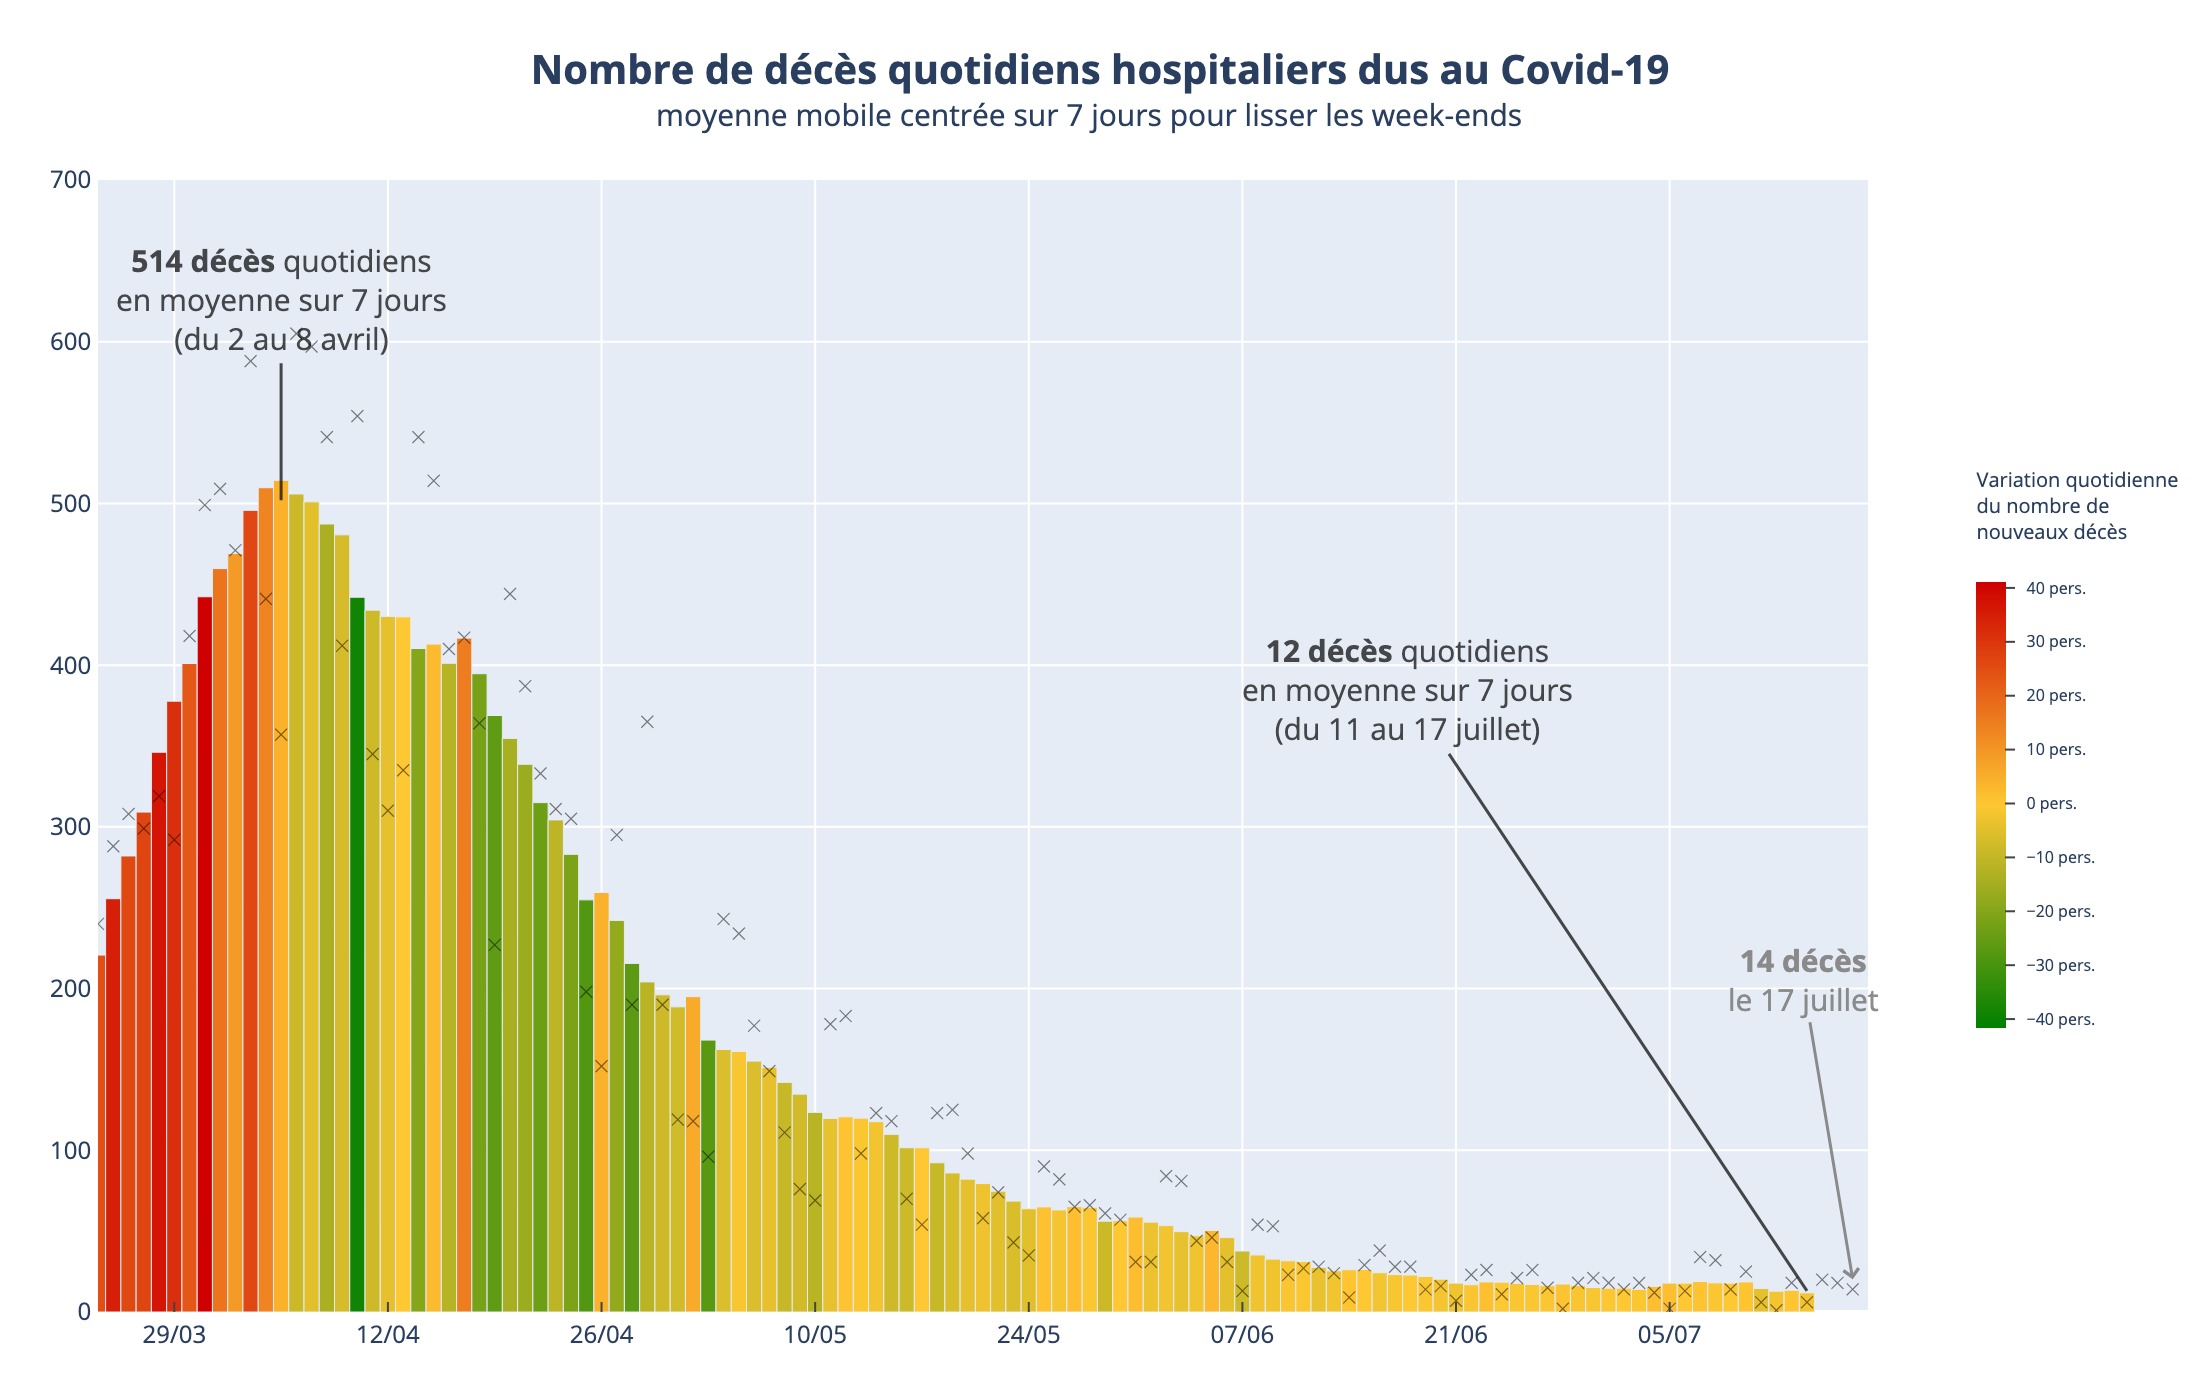 Nombre de décès quotidiens hospitaliers dus au Covid-19
moyenne mobile centrée sur 7 jours pour lisser les week-ends
700
600
500
400
300
200
100
0
514 décès quotidiens
en moyenne sur 7 jours
(du 2 au 8 avril)
12 décès quotidiens
en moyenne sur 7 jours
(du 11 au 17 juillet)
14 décès
le 17 juillet
29/03
12/04
26/04
10/05
24/05
07/06
21/06
05/07
Variation quotidienne
du nombre de
nouveaux décès
40 pers.
30 pers.
20 pers.
10 pers.
0 pers.
−10 pers.
−20 pers.
−30 pers.
−40 pers.